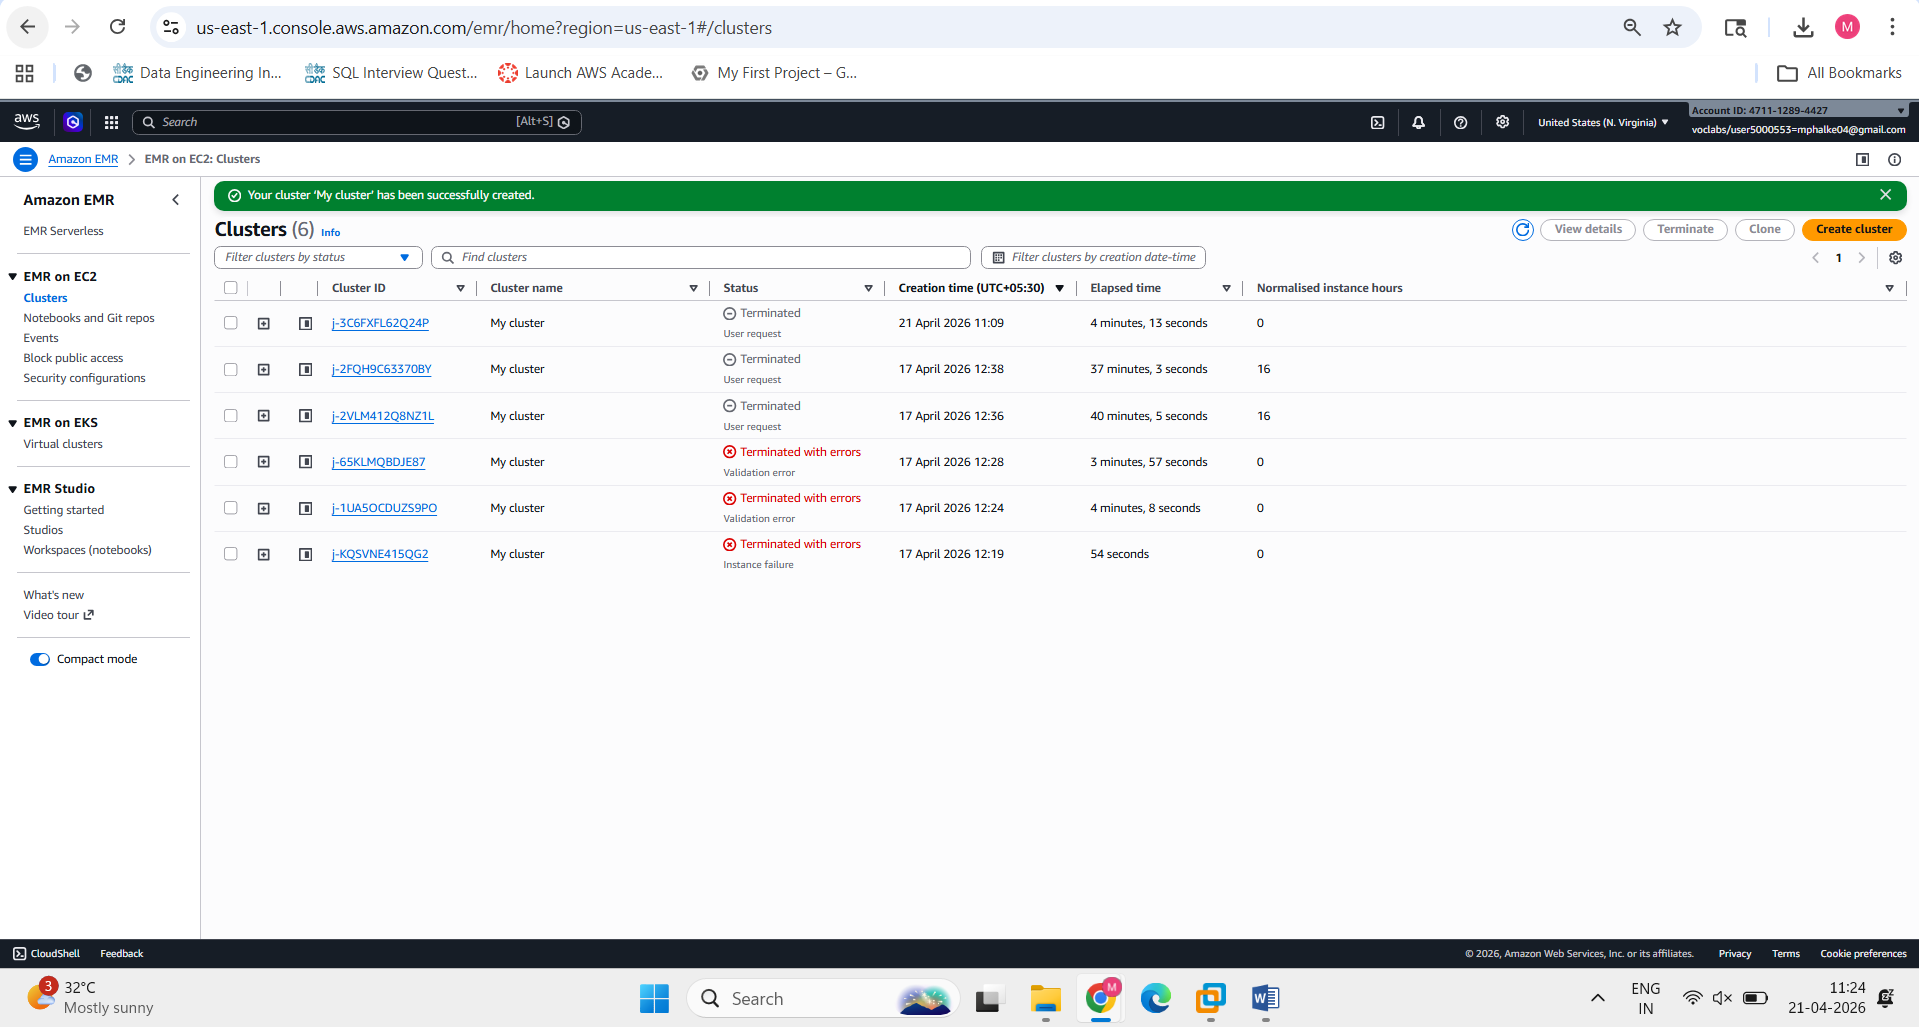 us-east-1.console.aws.amazon.com/emr/home?region=us-east-1#/clusters
M
Data Engineering In...
SQL Interview Quest...
Launch AWS Acade...
My First Project – G...
All Bookmarks
aws
Search
[Alt+S]
United States (N. Virginia)
Account ID: 4711-1289-4427
voclabs/user5000553=mphalke04@gmail.com
Amazon EMR
EMR on EC2: Clusters
Amazon EMR
EMR Serverless
EMR on EC2
Clusters
Notebooks and Git repos
Events
Block public access
Security configurations
EMR on EKS
Virtual clusters
EMR Studio
Getting started
Studios
Workspaces (notebooks)
What's new
Video tour
Compact mode
Your cluster ‘My cluster’ has been successfully created.
Clusters (6) Info
View details
Terminate
Clone
Create cluster
Filter clusters by status
Find clusters
Filter clusters by creation date-time
1
Cluster ID Cluster name Status Creation time (UTC+05:30) Elapsed time Normalised instance hours
j-3C6FXFL62Q24P My cluster Terminated 21 April 2026 11:09 4 minutes, 13 seconds 0
User request
j-2FQH9C63370BY My cluster Terminated 17 April 2026 12:38 37 minutes, 3 seconds 16
User request
j-2VLM412Q8NZ1L My cluster Terminated 17 April 2026 12:36 40 minutes, 5 seconds 16
User request
j-65KLMQBDJE87 My cluster Terminated with errors 17 April 2026 12:28 3 minutes, 57 seconds 0
Validation error
j-1UA5OCDUZS9PO My cluster Terminated with errors 17 April 2026 12:24 4 minutes, 8 seconds 0
Validation error
j-KQSVNE415QG2 My cluster Terminated with errors 17 April 2026 12:19 54 seconds 0
Instance failure
CloudShell
Feedback
© 2026, Amazon Web Services, Inc. or its affiliates.
Privacy
Terms
Cookie preferences
3
32°C
Mostly sunny
Search
M
ENG
IN
11:24
21-04-2026